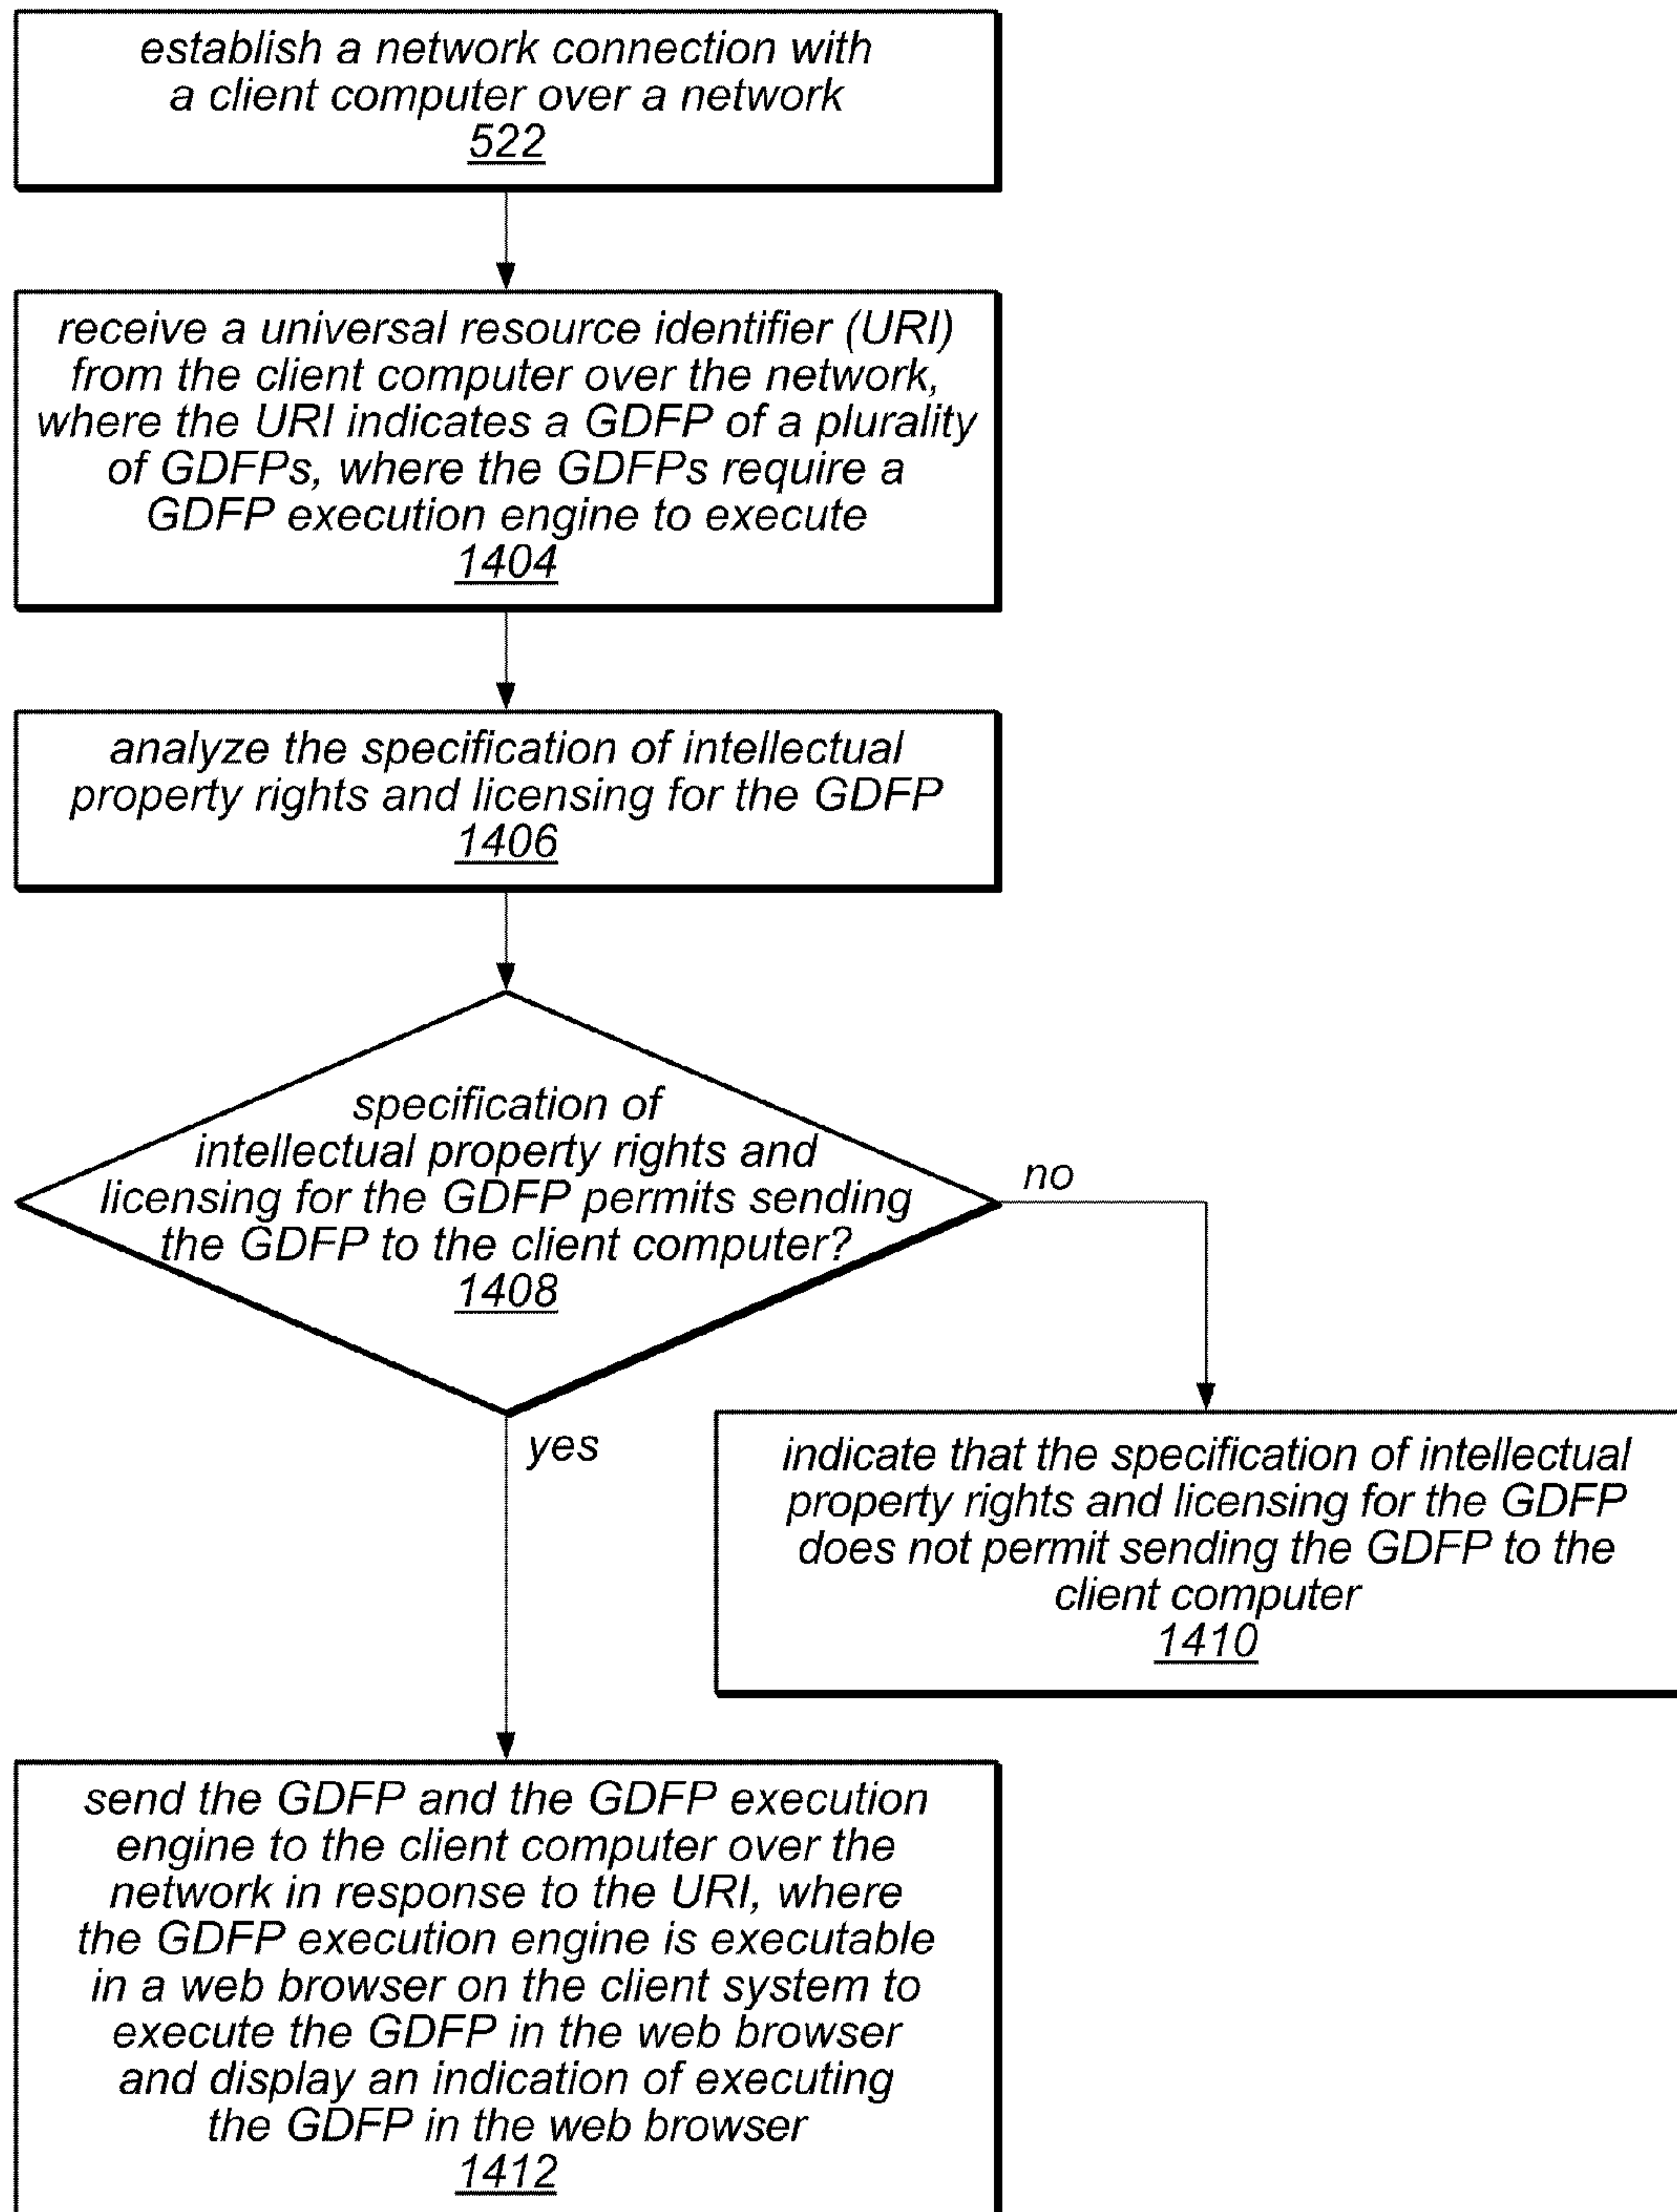 establish a network connection with
a client computer over a network
522
receive a universal resource identifier (URI)
from the client computer over the network,
where the URI indicates a GDFP of a plurality
of GDFPs, where the GDFPs require a
GDFP execution engine to execute
1404
analyze the specification of intellectual
property rights and licensing for the GDFP
1406
specification of
intellectual property rights and
licensing for the GDFP permits sending
the GDFP to the client computer?
1408
no
yes
indicate that the specification of intellectual
property rights and licensing for the GDFP
does not permit sending the GDFP to the
client computer
1410
send the GDFP and the GDFP execution
engine to the client computer over the
network in response to the URI, where
the GDFP execution engine is executable
in a web browser on the client system to
execute the GDFP in the web browser
and display an indication of executing
the GDFP in the web browser
1412